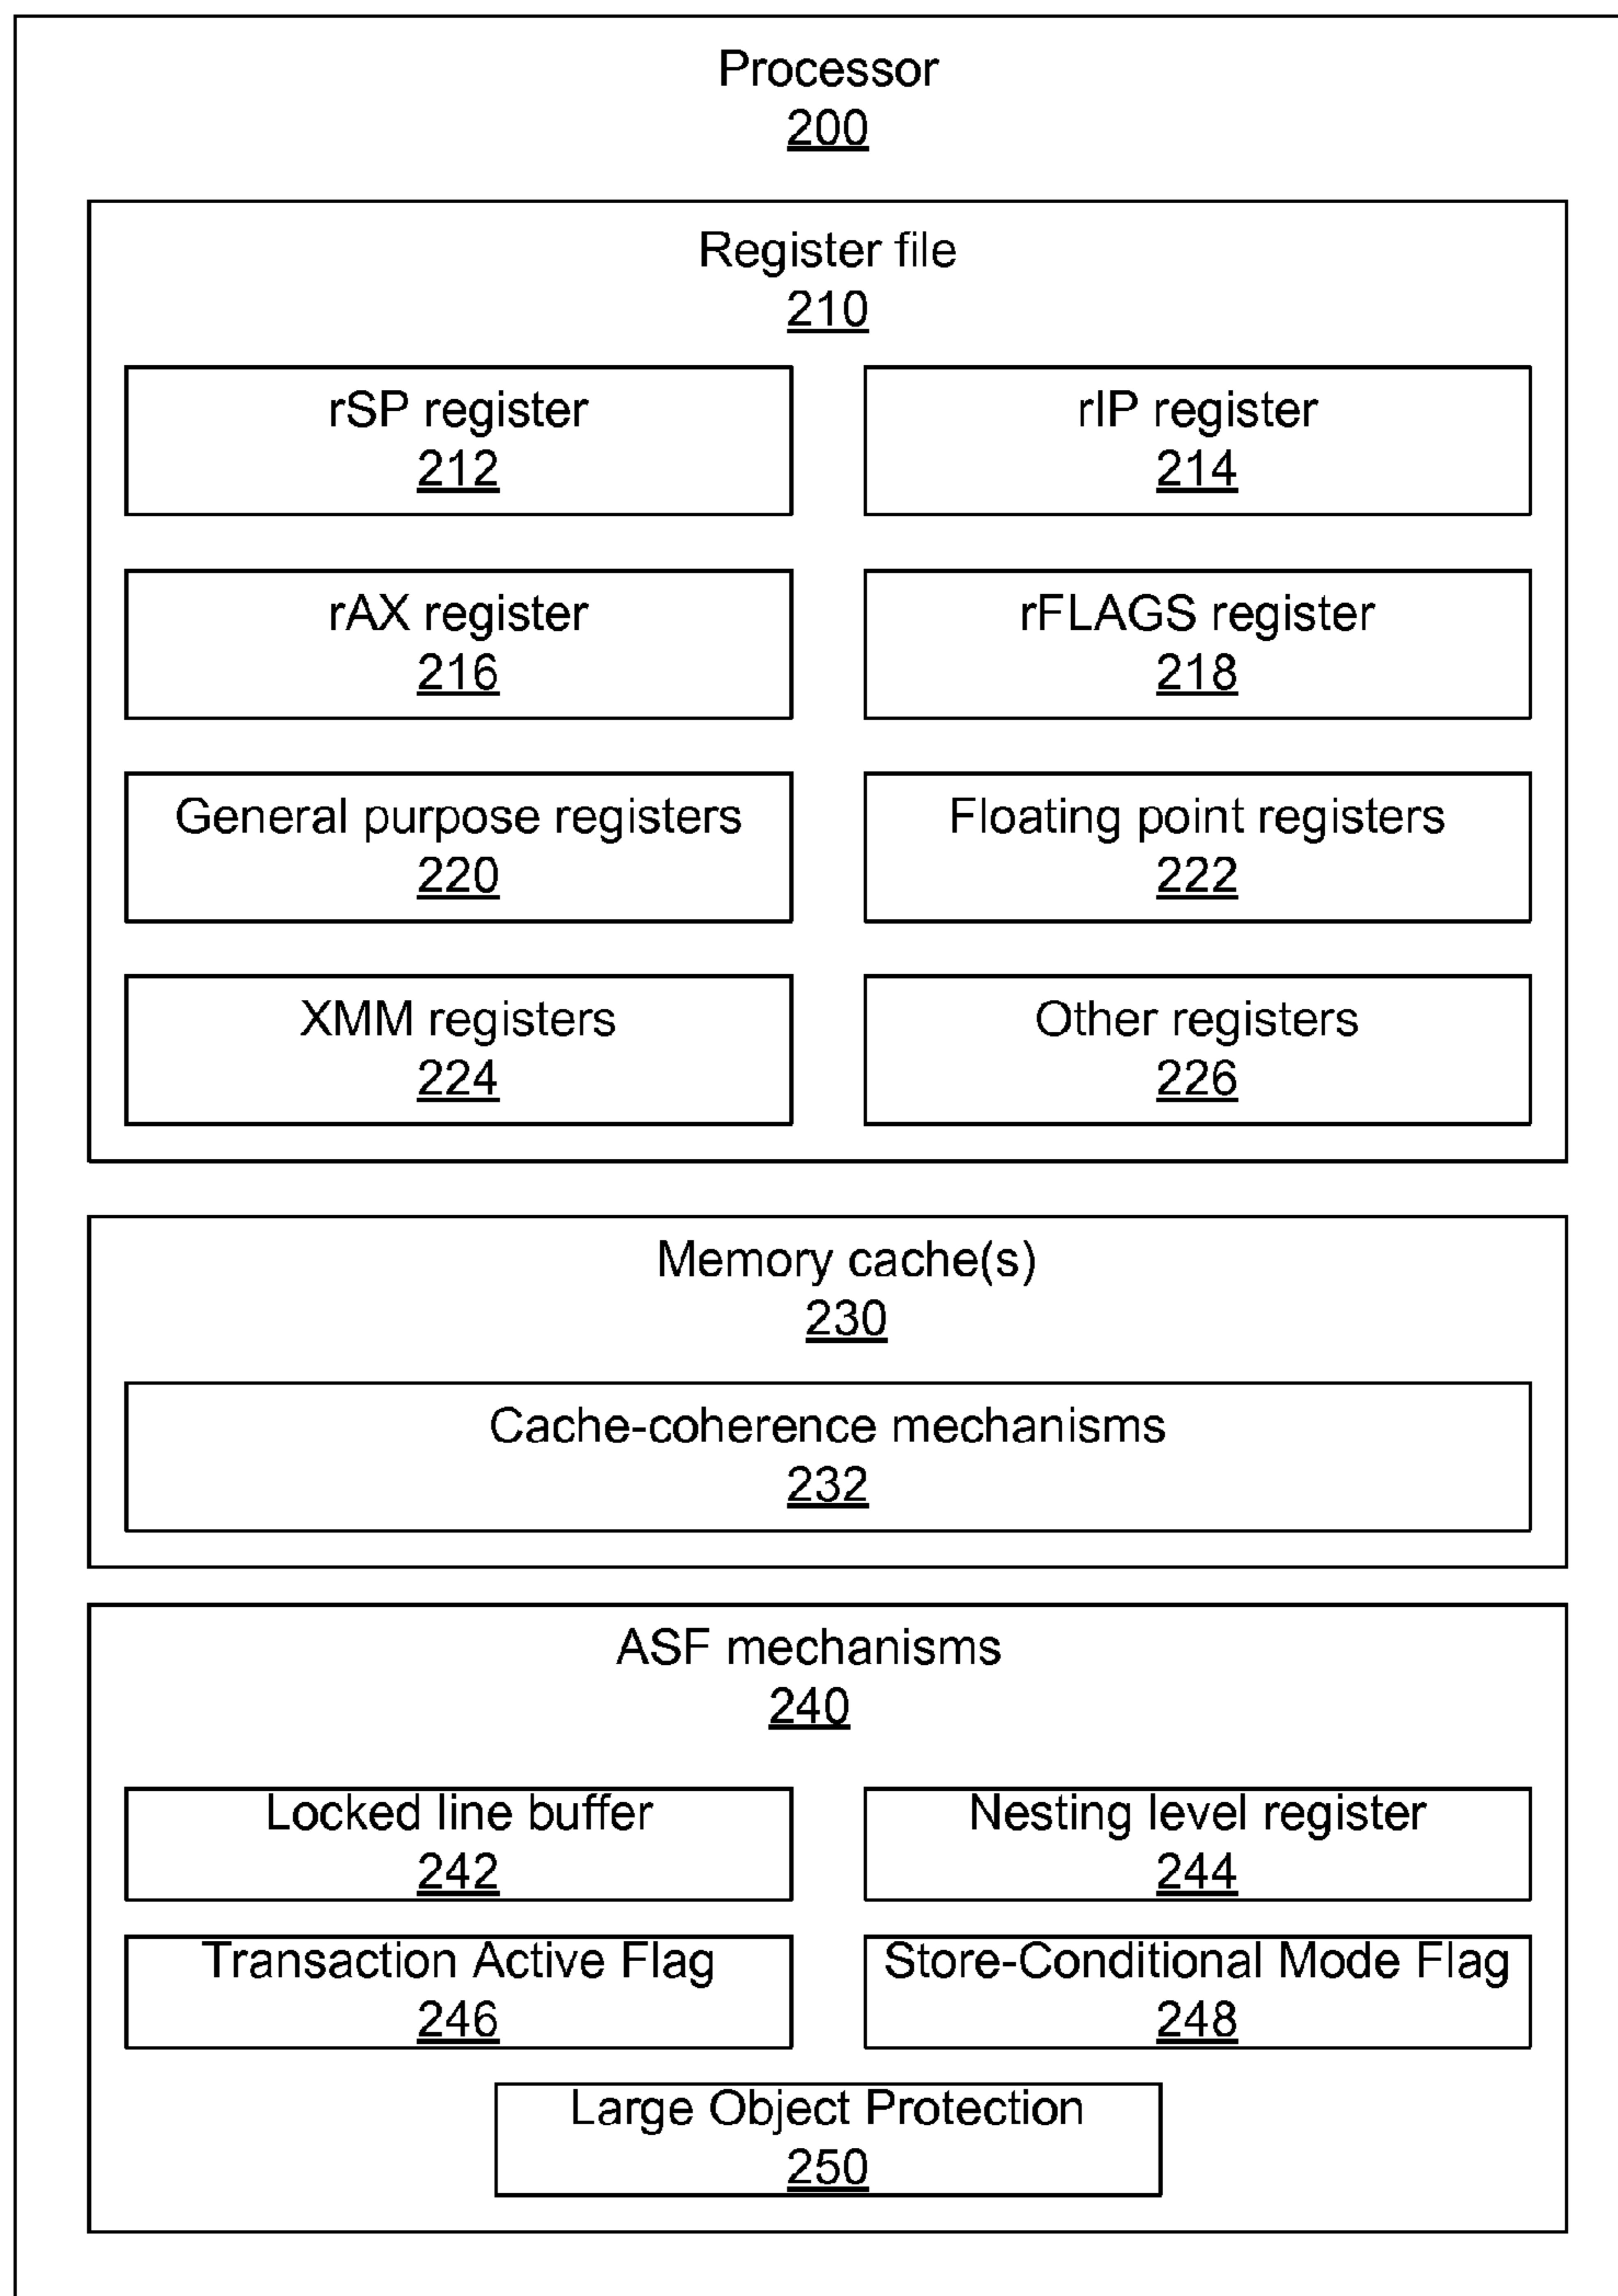 Processor
200
Register file
210
rSP register
212
rIP register
214
rAX register
216
rFLAGS register
218
General purpose registers
220
Floating point registers
222
XMM registers
224
Other registers
226
Memory cache(s)
230
Cache-coherence mechanisms
232
ASF mechanisms
240
Locked line buffer
242
Nesting level register
244
Transaction Active Flag
246
Store-Conditional Mode Flag
248
Large Object Protection
250